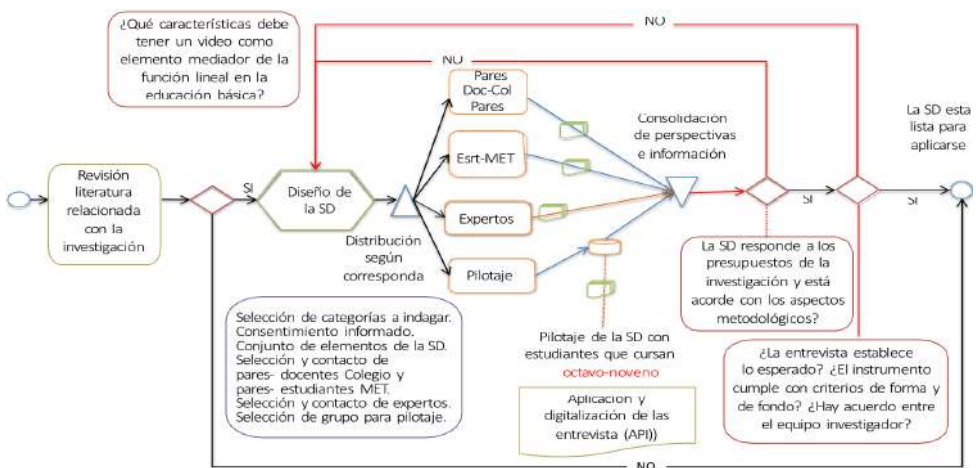 ¿Qué características debe
tener un video como
elemento mediador de la
función lineal en la
educación básica?
NO
NO
Pares
Doc-Col
Pares
Consolidación
de perspectivas
e información
La SD esta
lista para
aplicarse
Revisión
literatura
relacionada
con la
investigación
SI
Diseño de
la SD
Esrt-MET
Expertos
Pilotaje
SI
SI
Distribución
según
corresponda
La SD responde a los
presupuestos de la
investigación y está
acorde con los aspectos
metodológicos?
Selección de categorías a indagar.
Consentimiento informado.
Conjunto de elementos de la SD.
Selección y contacto de
pares- docentes Colegio y
pares- estudiantes MET.
Selección y contacto de expertos.
Selección de grupo para pilotaje.
Pilotaje de la SD con
estudiantes que cursan
octavo-noveno
Aplicación y
digitalización de las
entrevista (API))
¿La entrevista establece
lo esperado? ¿El instrumento
cumple con criterios de forma y
de fondo? ¿Hay acuerdo entre
el equipo investigador?
NO